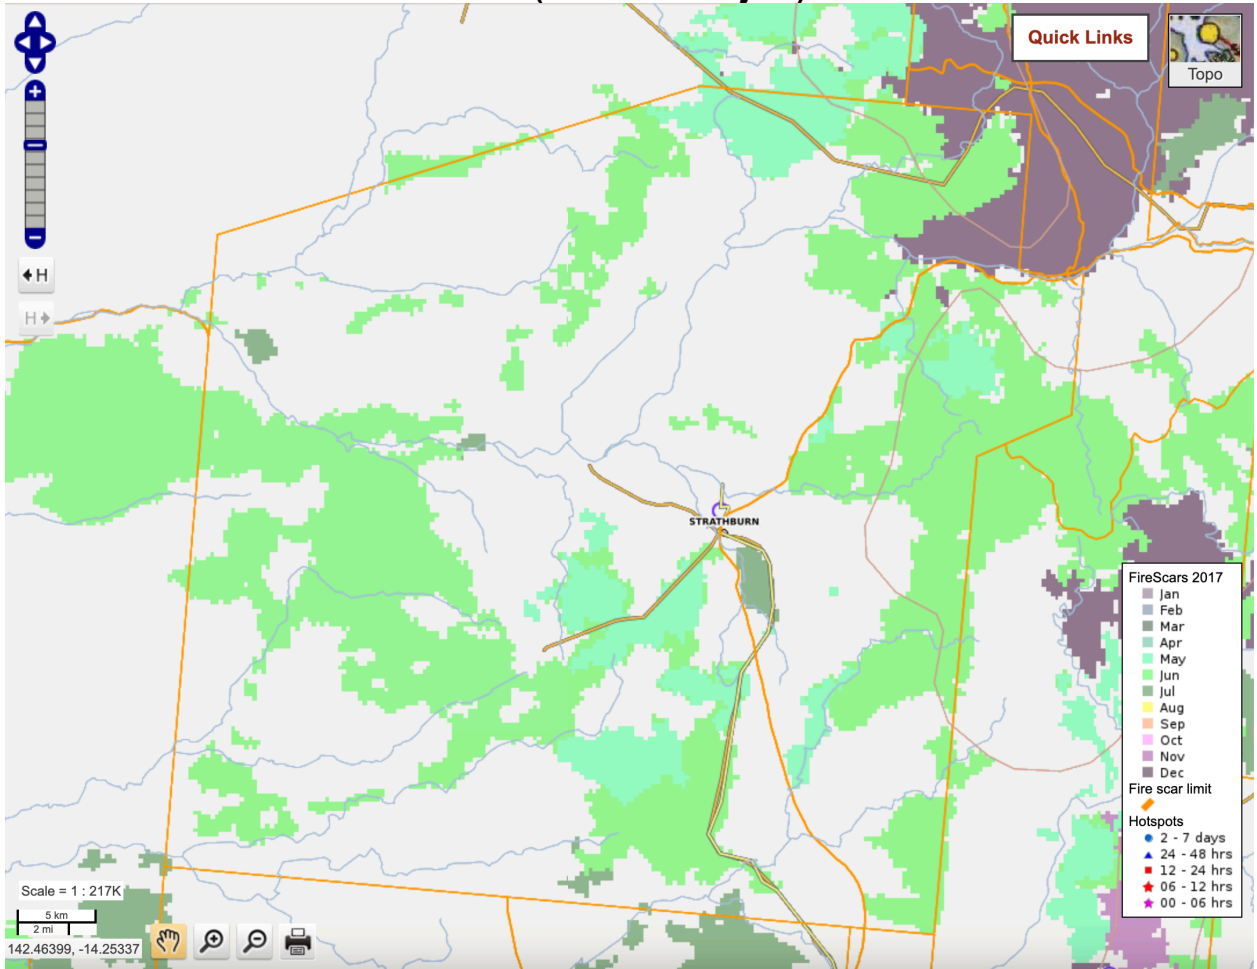 Quick Links
Topo
H
H
STRATHBURN
FireScars 2017
Jan
Feb
Mar
Apr
May
Jun
Jul
Aug
Sep
Oct
Nov
Dec
Fire scar limit
Hotspots
2 - 7 days
24 - 48 hrs
12 - 24 hrs
06 - 12 hrs
00 - 06 hrs
Scale = 1 : 217K
5 km
2 mi
142.46399, -14.25337